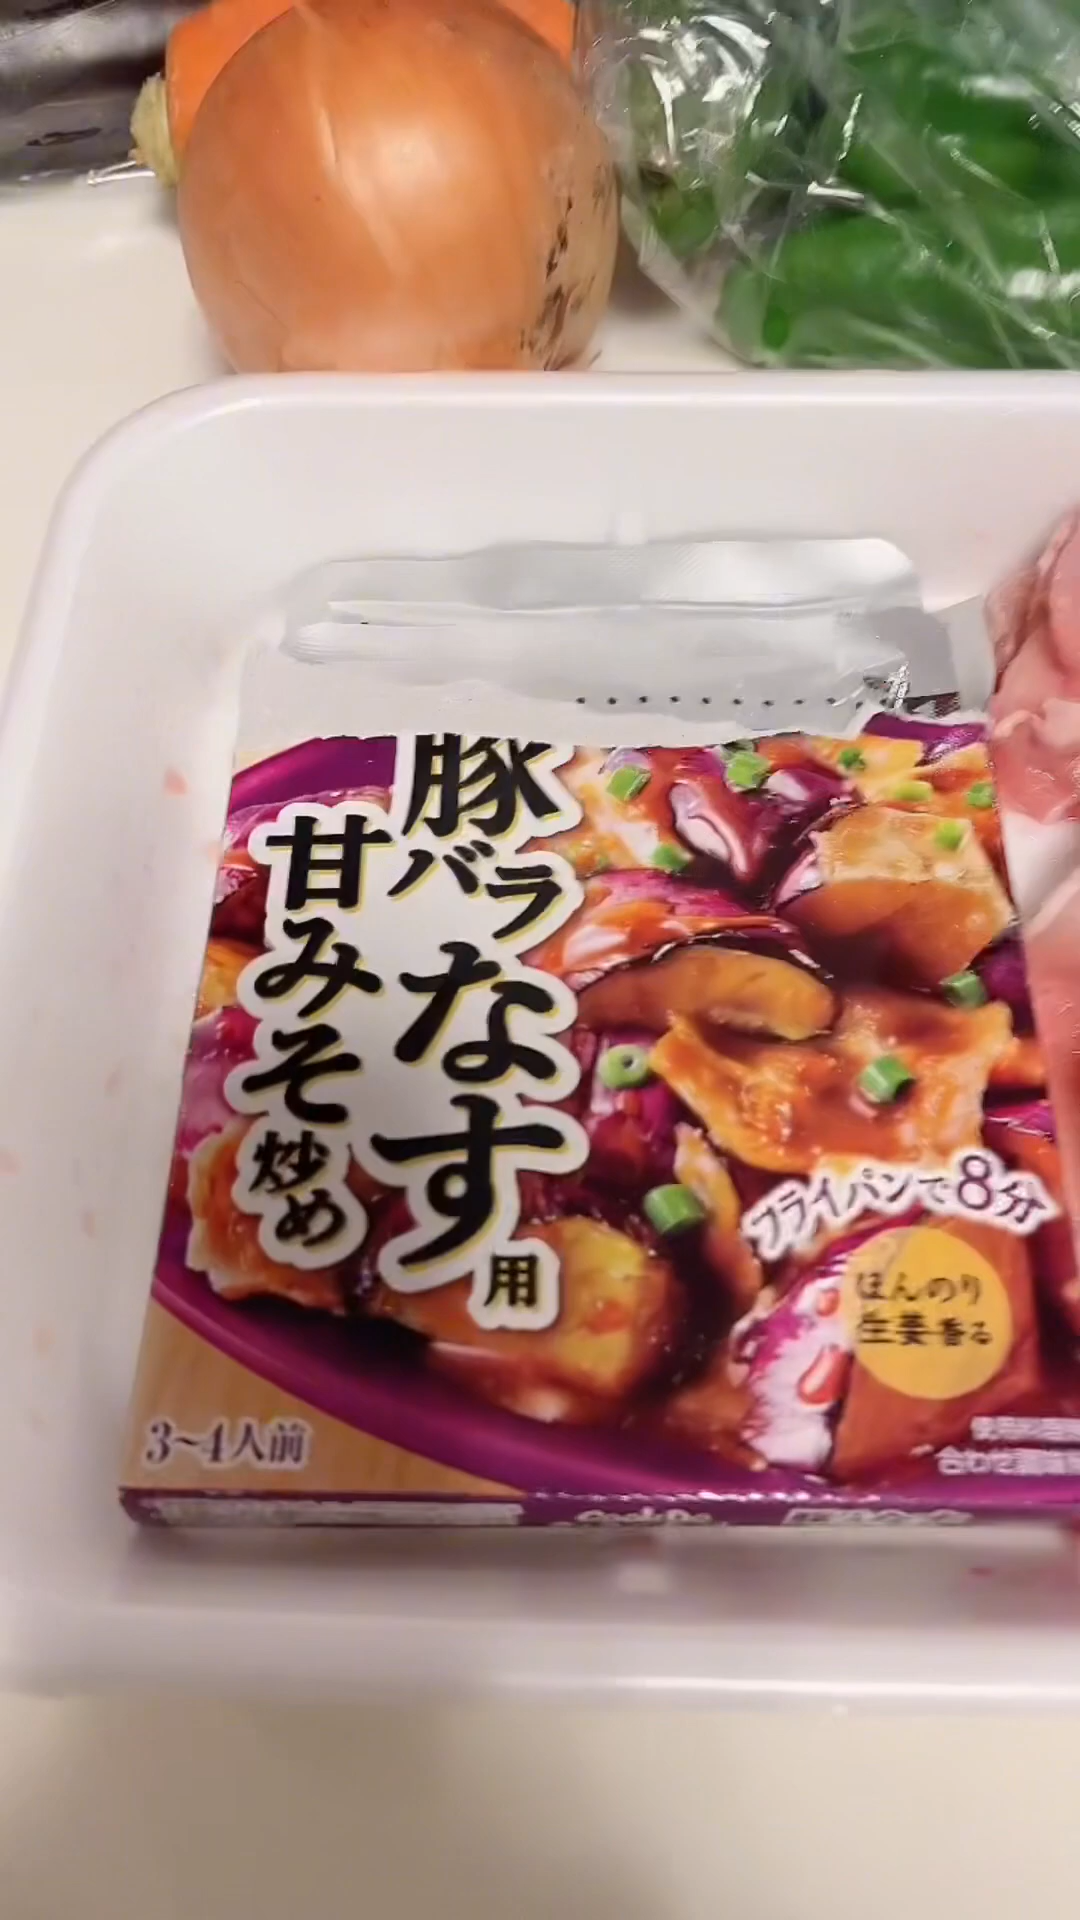 豚バラなす用
甘みそ炒め
フライパンで8分
ほんのり
生姜香る
3~4人前